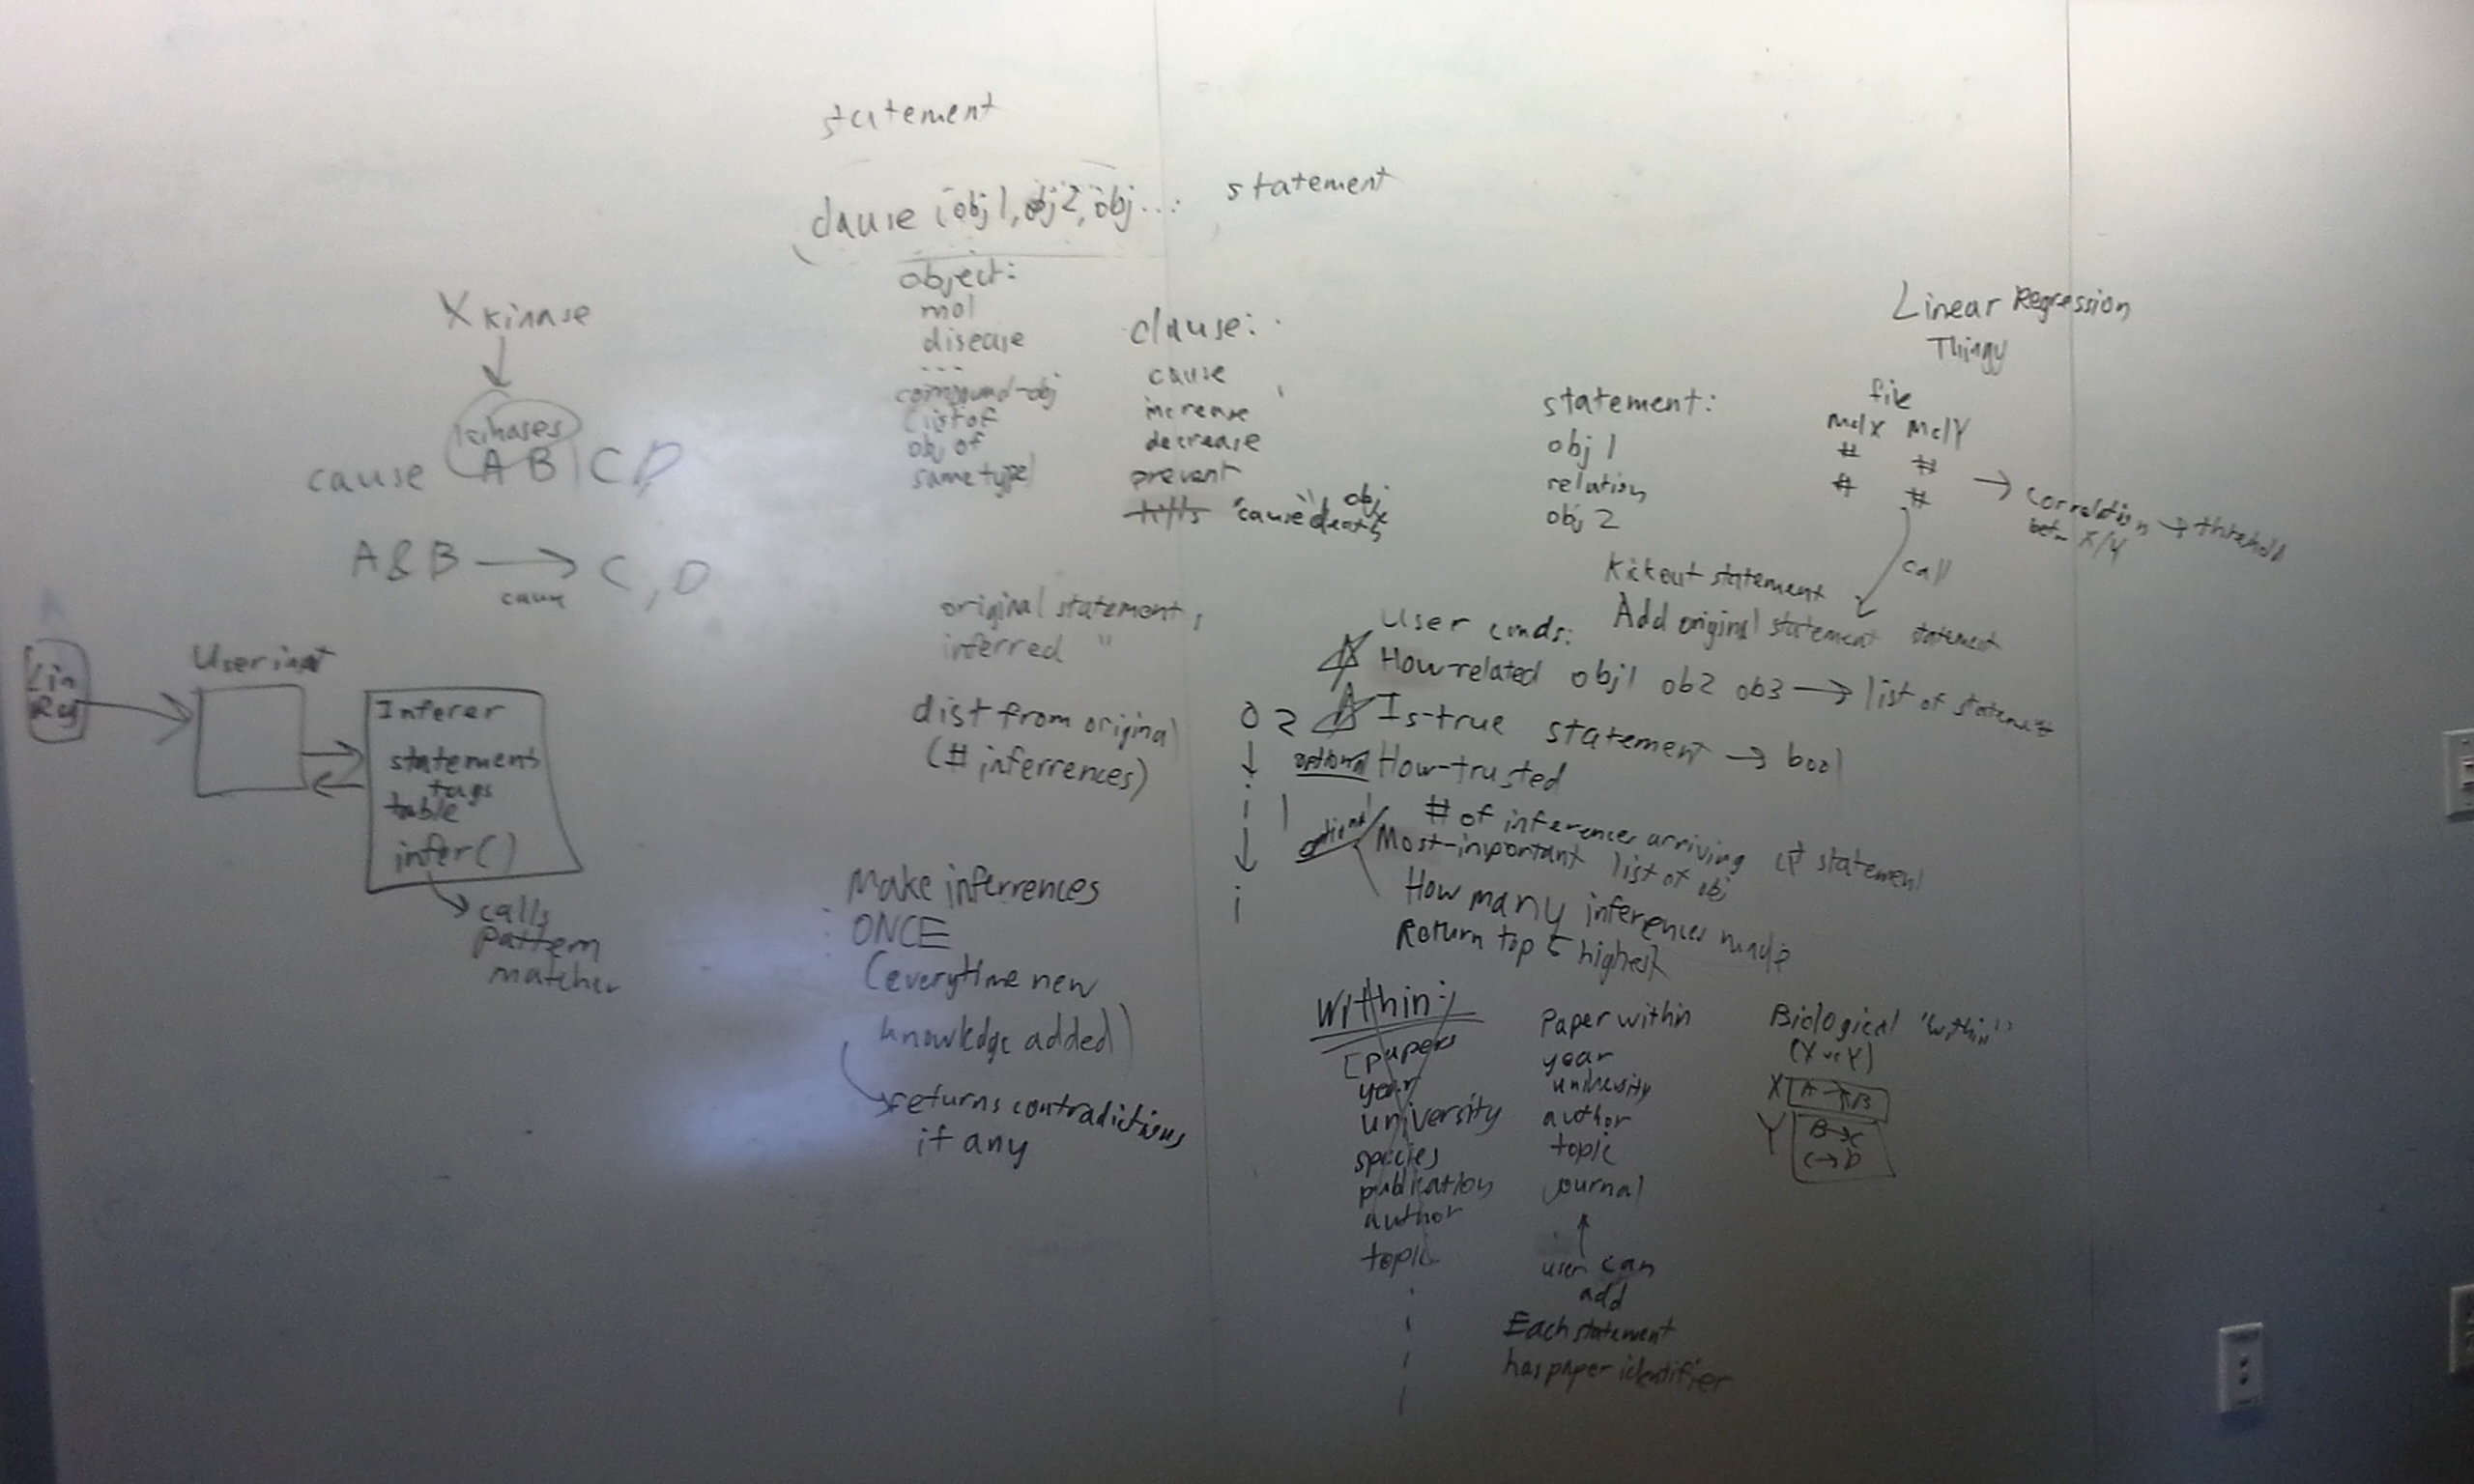 statement
clause (obj1, obj2, obj... statement
object:
mol
disease
...
compound-obj
(list of
obj of
same type)
clause:
cause
increase
decrease
prevent
kills "cause" death obj
X kinase
kinases
cause A B | C D
A & B → C, D
cause
Lin
Reg
User input
Inferer
statement
tags
table
infer()
calls
pattern
matcher
original statement,
inferred "
dist from original
(# inferrences)
Make inferrences
ONCE
(everytime new
knowledge added)
returns contradictions
if any
statement:
obj 1
relation
obj 2
Linear Regression
Thingy
file
MolX MolY
# #
# #
→ correlation → threshold
betw X/Y
call
Kickout statement
Add original statement statement
User cmds:
How-related obj1 ob2 ob3 → list of statement
Is-true statement → bool
optional How-trusted
# of inferences arriving at statement
optional Most-important list of obj
How many inferences made
Return top 5 highest
O 2
i 1
i
Within:
[papers
year
university
species
publication
author
topic
Paper within
year
university
author
topic
journal
user can
add
Each statement
has paper identifier
Biological "within"
(X or Y)
X A → B
Y B → C
C → D